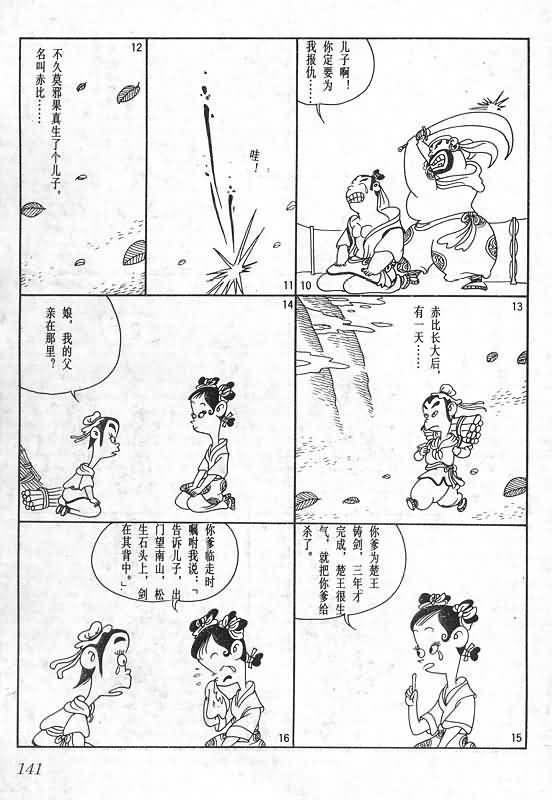 儿子啊！
你定要为
我报仇……
10
哇！
11
不久莫邪果真生了个儿子，
名叫赤比……
12
赤比长大后，
有一天……
13
娘，我的父
亲在那里？
14
你爹为楚王
铸剑，三年才
完成，楚王很生
气，就把你爹给
杀了。
15
你爹临走时
嘱咐我说：“
告诉儿子，出
门望南山，松
生石头上，剑
在其背中。”
16
141